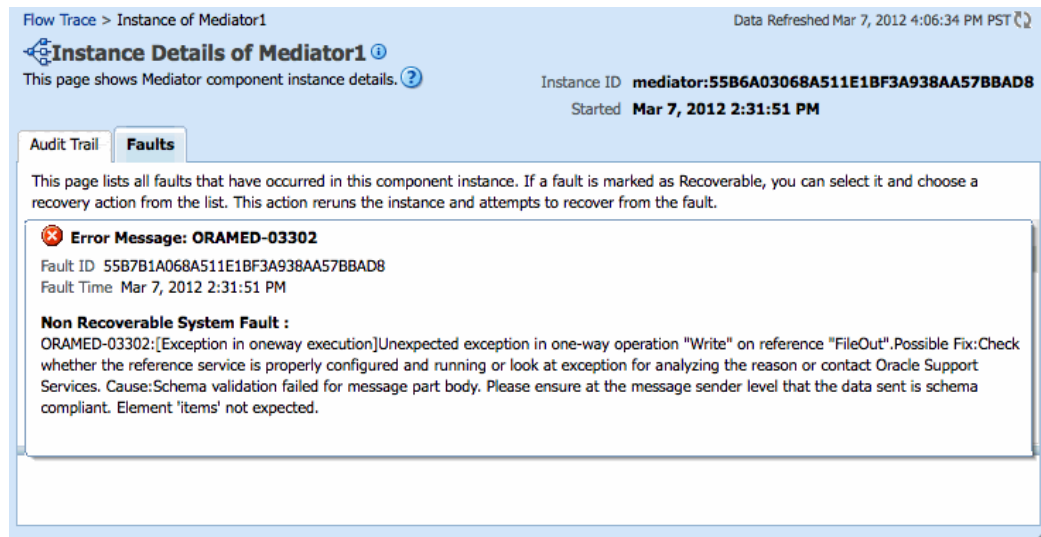 Flow Trace > Instance of Mediator1
Data Refreshed Mar 7, 2012 4:06:34 PM PST
Instance Details of Mediator1
This page shows Mediator component instance details.
Instance ID mediator:55B6A03068A511E1BF3A938AA57BBAD8
Started Mar 7, 2012 2:31:51 PM
Audit Trail Faults
This page lists all faults that have occurred in this component instance. If a fault is marked as Recoverable, you can select it and choose a
recovery action from the list. This action reruns the instance and attempts to recover from the fault.
Error Message: ORAMED-03302
Fault ID 55B7B1A068A511E1BF3A938AA57BBAD8
Fault Time Mar 7, 2012 2:31:51 PM
Non Recoverable System Fault :
ORAMED-03302:[Exception in oneway execution]Unexpected exception in one-way operation "Write" on reference "FileOut".Possible Fix:Check
whether the reference service is properly configured and running or look at exception for analyzing the reason or contact Oracle Support
Services. Cause:Schema validation failed for message part body. Please ensure at the message sender level that the data sent is schema
compliant. Element 'items' not expected.